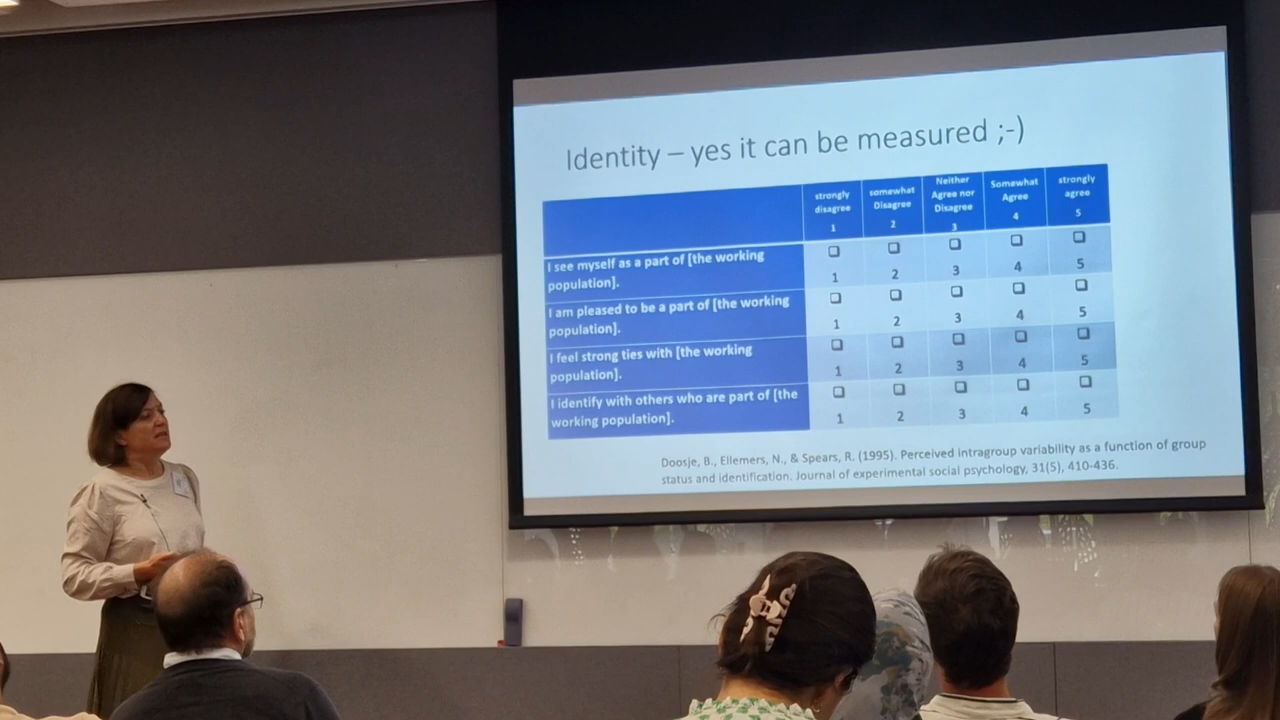 Identity – yes it can be measured ;-)
strongly disagree 1
somewhat Disagree 2
Neither Agree nor Disagree 3
Somewhat Agree 4
strongly agree 5
I see myself as a part of [the working
population].
1 2 3 4 5
I am pleased to be a part of [the working
population].
1 2 3 4 5
I feel strong ties with [the working
population].
1 2 3 4 5
I identify with others who are part of [the
working population].
1 2 3 4 5
Doosje, B., Ellemers, N., & Spears, R. (1995). Perceived intragroup variability as a function of group
status and identification. Journal of experimental social psychology, 31(5), 410-436.